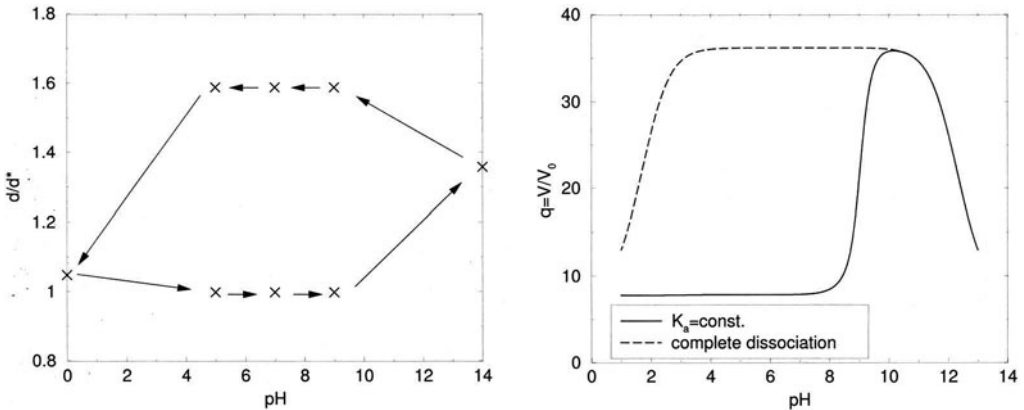 1.8
1.6
1.4
1.2
1
0.8
d/d*
0 2 4 6 8 10 12 14
pH
40
30
20
10
0
q=V/V₀
0 2 4 6 8 10 12 14
pH
Kₐ=const.
complete dissociation